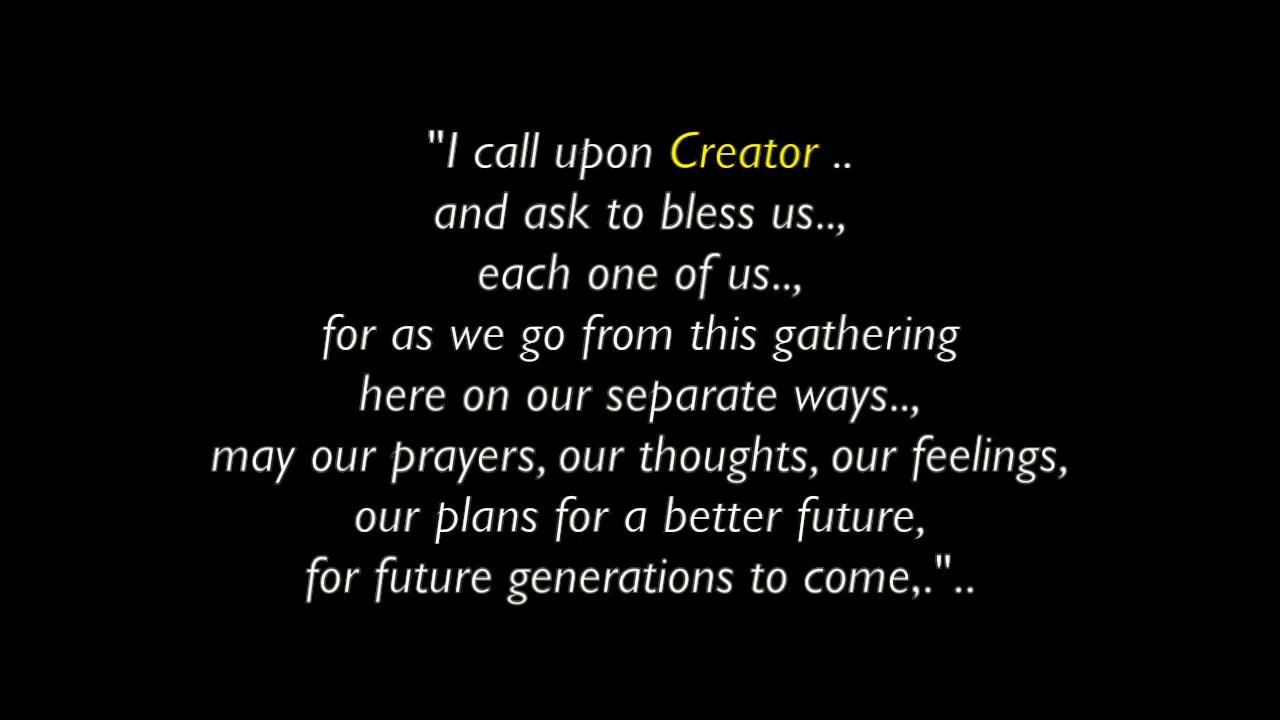 "I call upon Creator ..
and ask to bless us..,
each one of us..,
for as we go from this gathering
here on our separate ways..,
may our prayers, our thoughts, our feelings,
our plans for a better future,
for future generations to come,."..